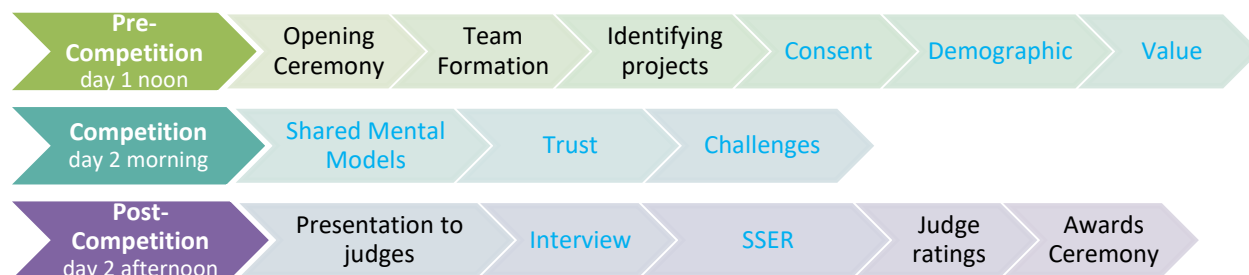 Pre-
Competition
day 1 noon
Opening
Ceremony
Team
Formation
Identifying
projects
Consent
Demographic
Value
Competition
day 2 morning
Shared Mental
Models
Trust
Challenges
Post-
Competition
day 2 afternoon
Presentation to
judges
Interview
SSER
Judge
ratings
Awards
Ceremony